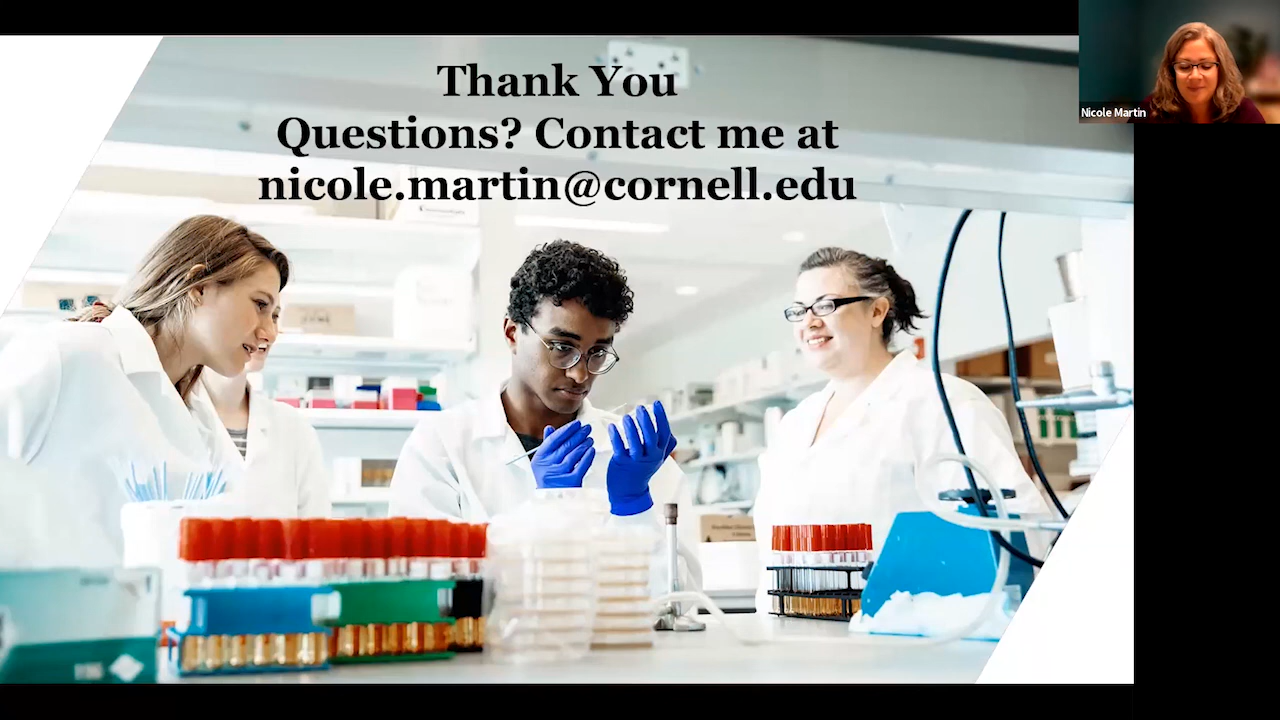 Thank You
Questions? Contact me at
nicole.martin@cornell.edu
Nicole Martin